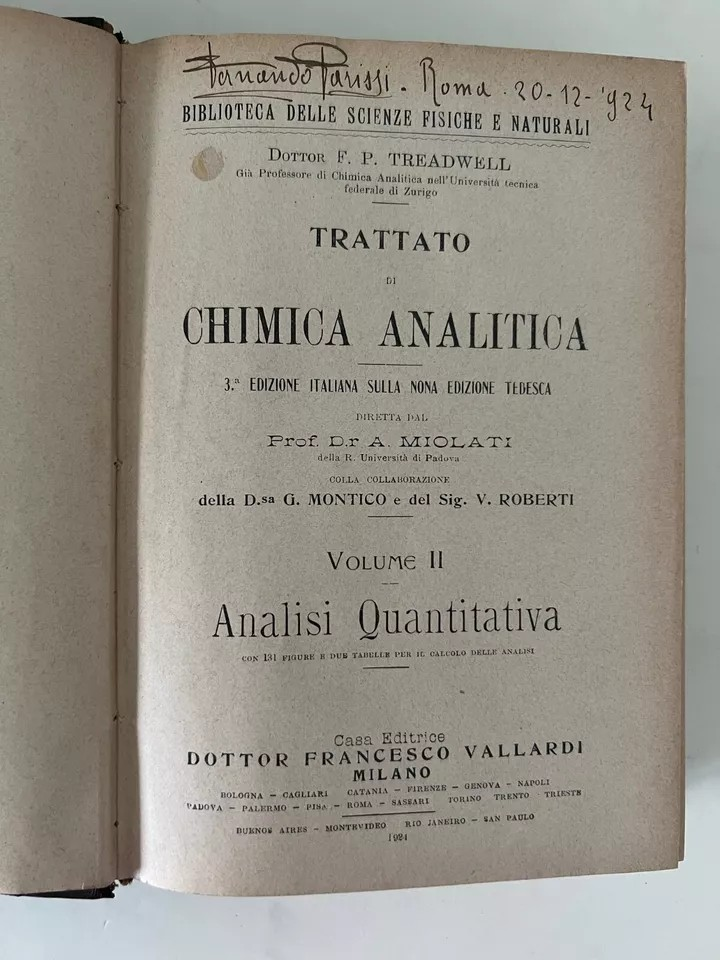 Fernando Parissi - Roma · 20-12-'924
BIBLIOTECA DELLE SCIENZE FISICHE E NATURALI
DOTTOR F. P. TREADWELL
Già Professore di Chimica Analitica nell'Università tecnica
federale di Zurigo
TRATTATO
DI
CHIMICA ANALITICA
3.ª EDIZIONE ITALIANA SULLA NONA EDIZIONE TEDESCA
DIRETTA DAL
Prof. D.r A. MIOLATI
della R. Università di Padova
COLLA COLLABORAZIONE
della D.sa G. MONTICO e del Sig. V. ROBERTI
VOLUME II
Analisi Quantitativa
CON 131 FIGURE E DUE TABELLE PER IL CALCOLO DELLE ANALISI
Casa Editrice
DOTTOR FRANCESCO VALLARDI
MILANO
BOLOGNA - CAGLIARI CATANIA - FIRENZE - GENOVA - NAPOLI
PADOVA - PALERMO - PISA - ROMA - SASSARI TORINO TRENTO TRIESTE
BUENOS AIRES - MONTEVIDEO RIO JANEIRO - SAN PAULO
1924